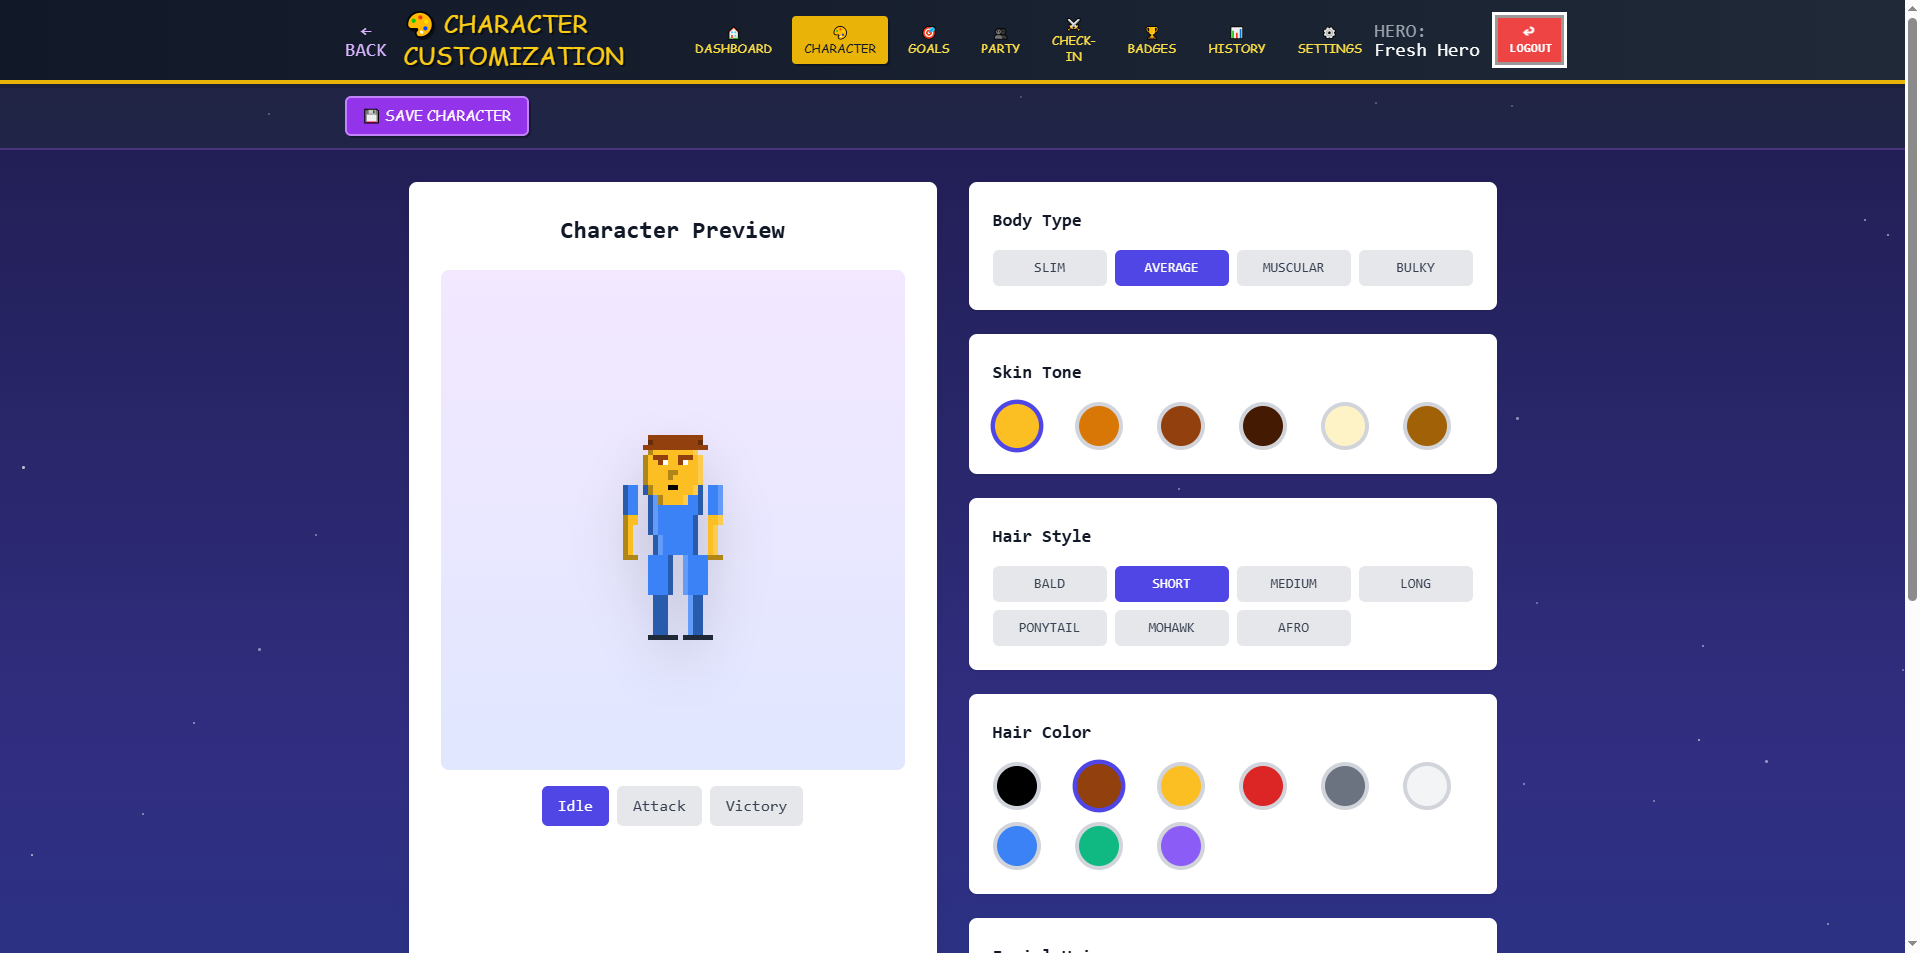 ←
BACK
🎨 CHARACTER
CUSTOMIZATION
DASHBOARD
CHARACTER
GOALS
PARTY
CHECK-
IN
BADGES
HISTORY
SETTINGS
HERO:
Fresh Hero
LOGOUT
SAVE CHARACTER
Character Preview
Idle
Attack
Victory
Body Type
SLIM
AVERAGE
MUSCULAR
BULKY
Skin Tone
Hair Style
BALD
SHORT
MEDIUM
LONG
PONYTAIL
MOHAWK
AFRO
Hair Color